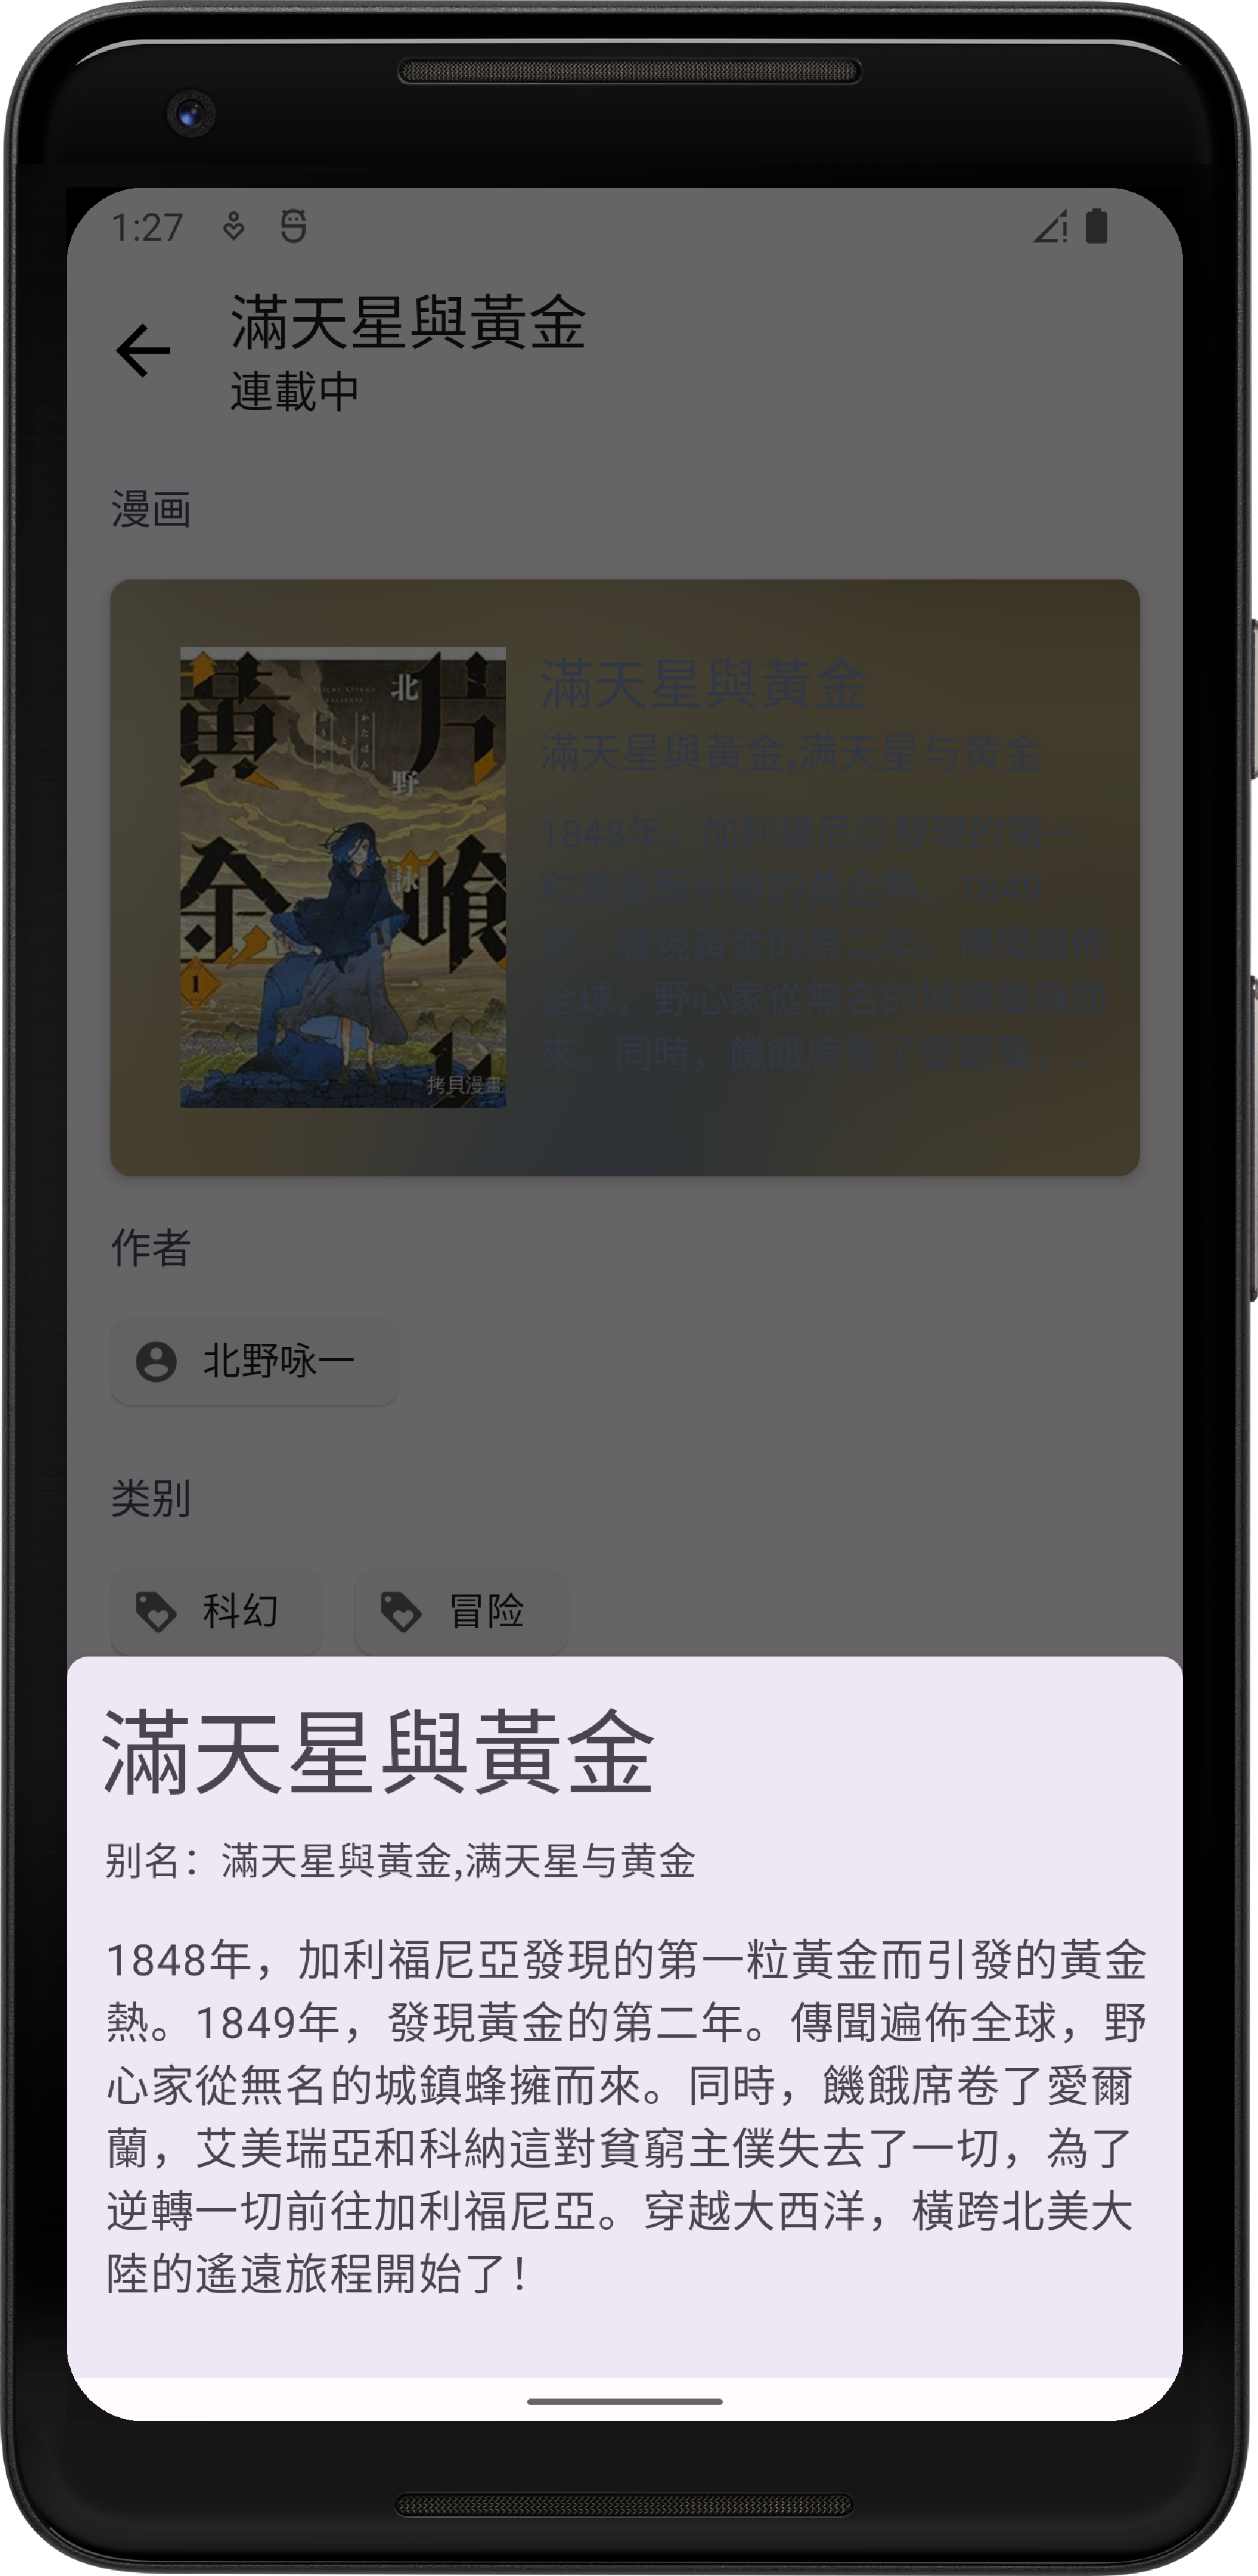 1:27
滿天星與黃金
連載中
漫画
黃 北 片
野
金 詠 喰
一
1
拷貝漫畫
滿天星與黃金
滿天星與黃金,满天星与黄金
1848年，加利福尼亞發現的第一
粒黃金而引發的黃金熱。1849
年，發現黃金的第二年。傳聞遍佈
全球，野心家從無名的城鎮蜂擁而
來。同時，饑餓席卷了愛爾蘭，…
作者
北野咏一
类别
科幻 冒险
滿天星與黃金
别名：滿天星與黃金,满天星与黄金
1848年，加利福尼亞發現的第一粒黃金而引發的黃金
熱。1849年，發現黃金的第二年。傳聞遍佈全球，野
心家從無名的城鎮蜂擁而來。同時，饑餓席卷了愛爾
蘭，艾美瑞亞和科納這對貧窮主僕失去了一切，為了
逆轉一切前往加利福尼亞。穿越大西洋，橫跨北美大
陸的遙遠旅程開始了！